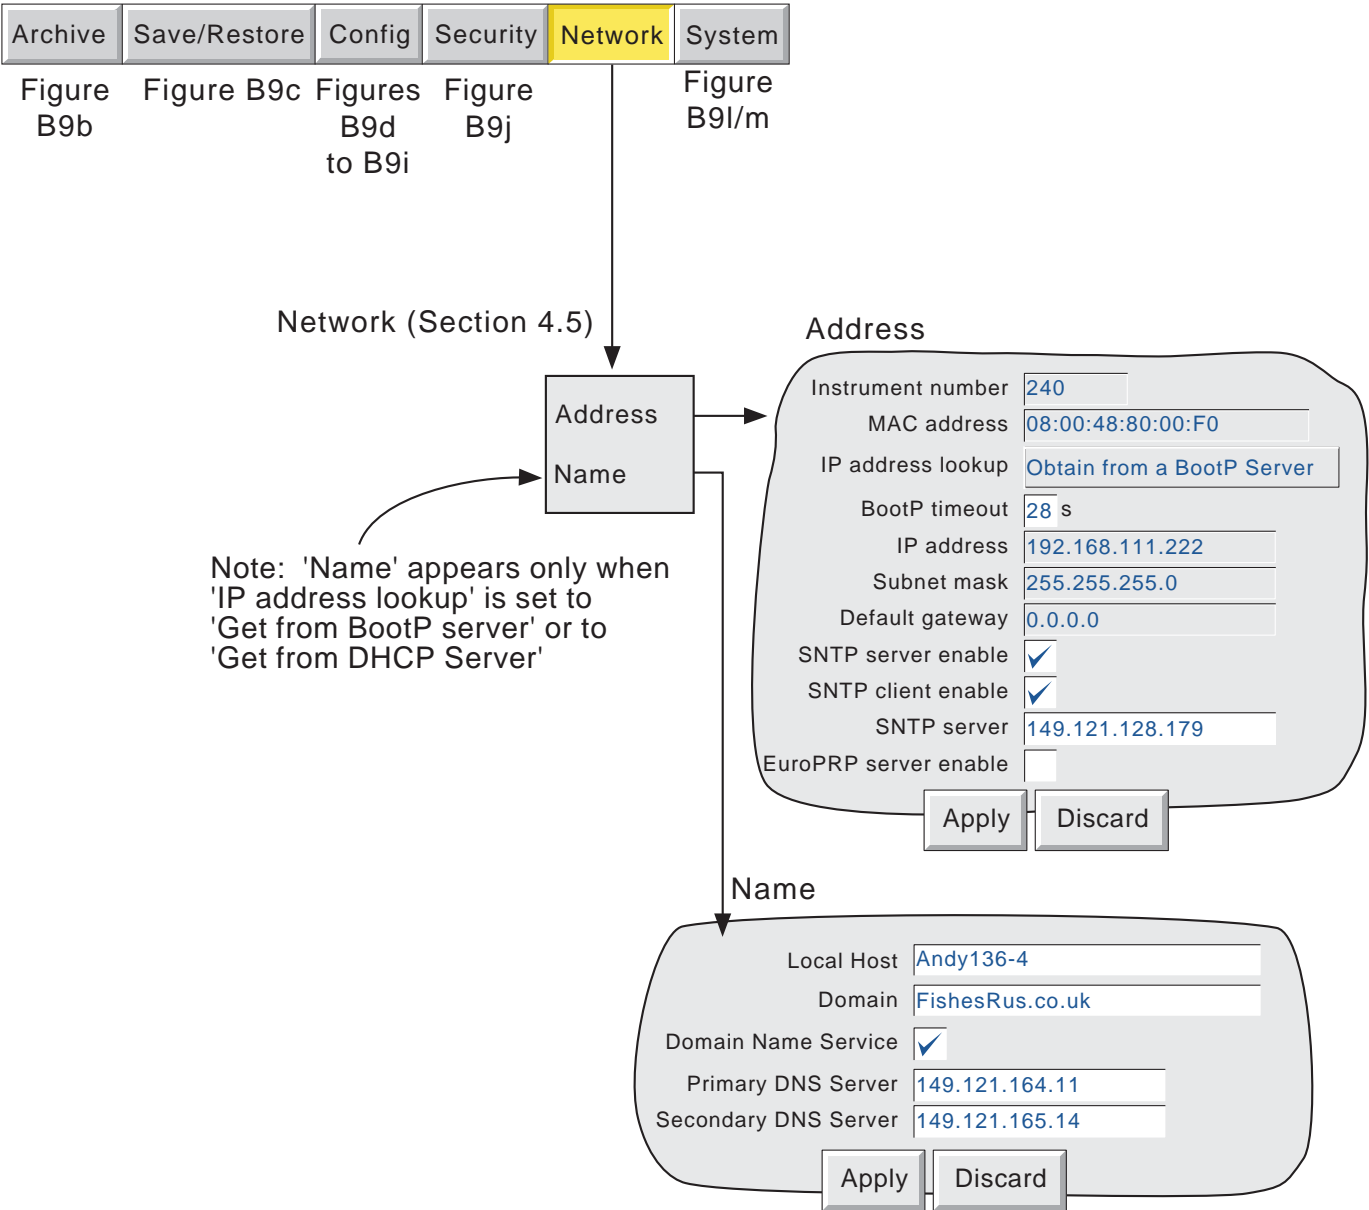 Archive Save/Restore Config Security Network System
Figure B9b
Figure B9c
Figures B9d to B9i
Figure B9j
Figure B9l/m
Network (Section 4.5)
Address
Name
Note: 'Name' appears only when
'IP address lookup' is set to
'Get from BootP server' or to
'Get from DHCP Server'
Address
Instrument number 240
MAC address 08:00:48:80:00:F0
IP address lookup Obtain from a BootP Server
BootP timeout 28 s
IP address 192.168.111.222
Subnet mask 255.255.255.0
Default gateway 0.0.0.0
SNTP server enable
SNTP client enable
SNTP server 149.121.128.179
EuroPRP server enable
Apply Discard
Name
Local Host Andy136-4
Domain FishesRus.co.uk
Domain Name Service
Primary DNS Server 149.121.164.11
Secondary DNS Server 149.121.165.14
Apply Discard